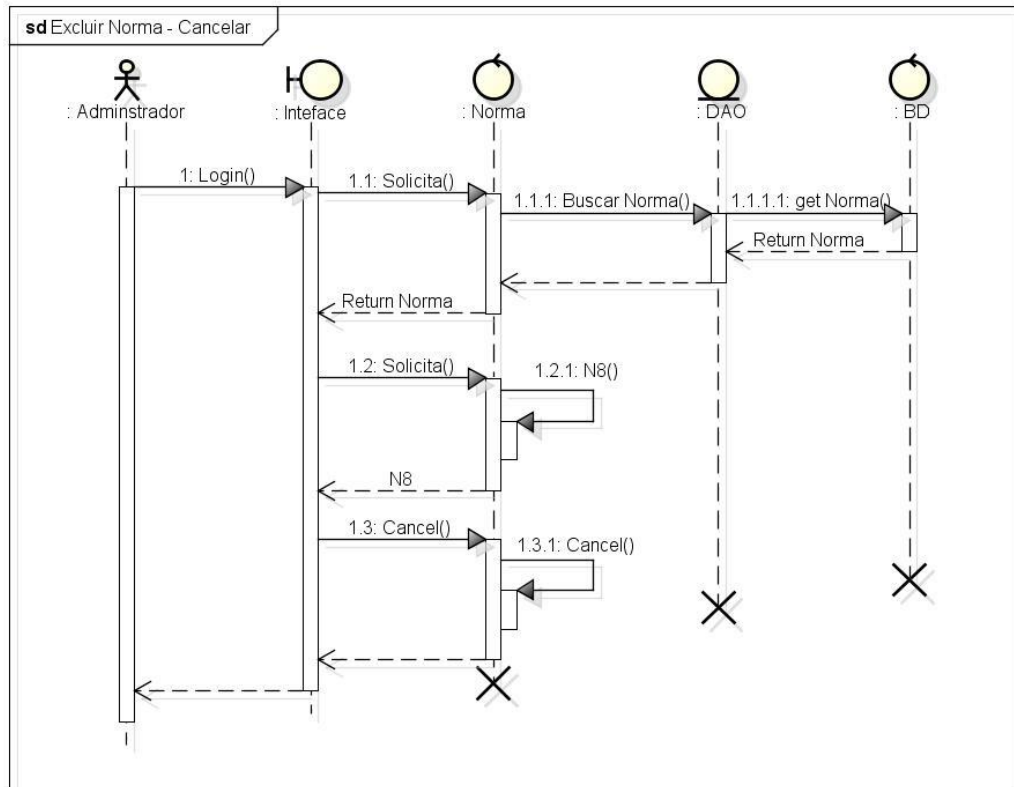 sd Excluir Norma - Cancelar
: Adminstrador
: Inteface
: Norma
: DAO
: BD
1: Login()
1.1: Solicita()
1.1.1: Buscar Norma()
1.1.1.1: get Norma()
Return Norma
Return Norma
1.2: Solicita()
1.2.1: N8()
N8
1.3: Cancel()
1.3.1: Cancel()